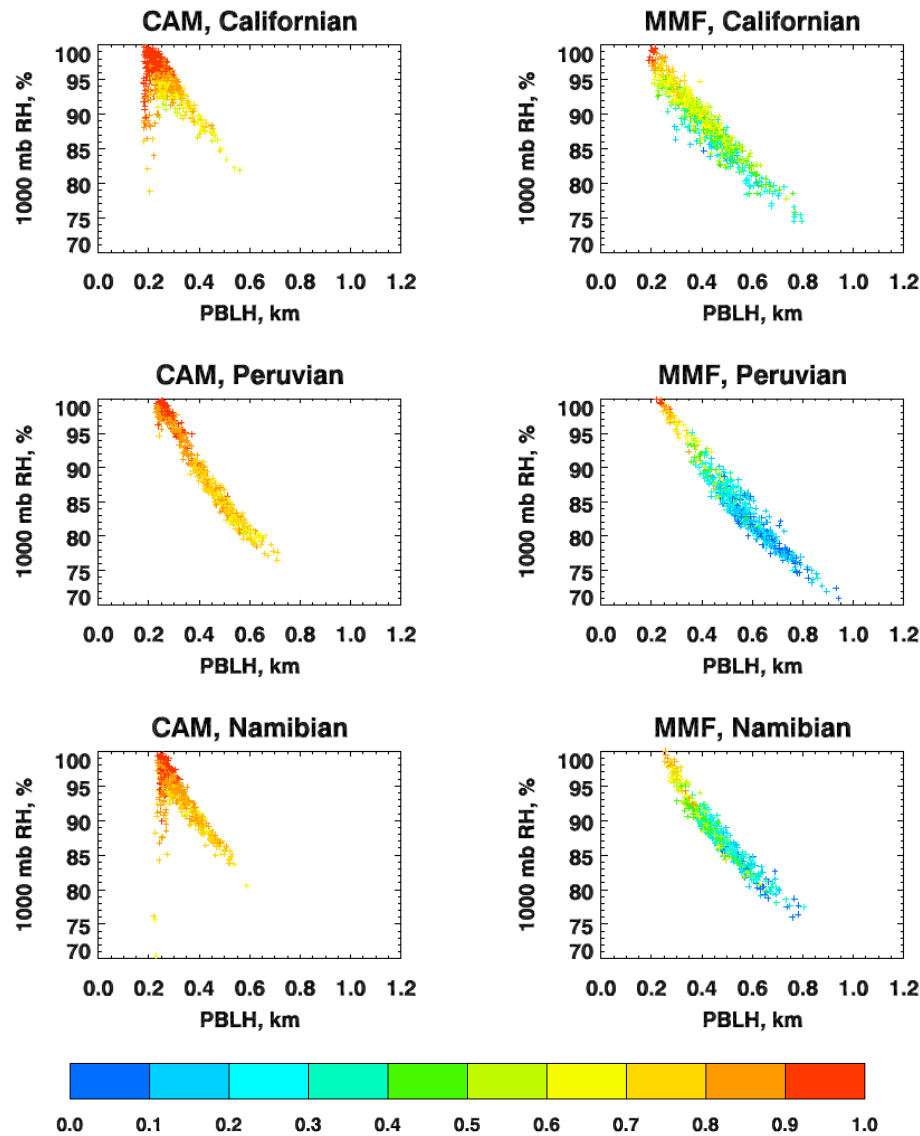 CAM, Californian
MMF, Californian
1000 mb RH, %
100
95
90
85
80
75
70
0.0 0.2 0.4 0.6 0.8 1.0 1.2
PBLH, km
1000 mb RH, %
100
95
90
85
80
75
70
0.0 0.2 0.4 0.6 0.8 1.0 1.2
PBLH, km
CAM, Peruvian
MMF, Peruvian
1000 mb RH, %
100
95
90
85
80
75
70
0.0 0.2 0.4 0.6 0.8 1.0 1.2
PBLH, km
1000 mb RH, %
100
95
90
85
80
75
70
0.0 0.2 0.4 0.6 0.8 1.0 1.2
PBLH, km
CAM, Namibian
MMF, Namibian
1000 mb RH, %
100
95
90
85
80
75
70
0.0 0.2 0.4 0.6 0.8 1.0 1.2
PBLH, km
1000 mb RH, %
100
95
90
85
80
75
70
0.0 0.2 0.4 0.6 0.8 1.0 1.2
PBLH, km
0.0 0.1 0.2 0.3 0.4 0.5 0.6 0.7 0.8 0.9 1.0